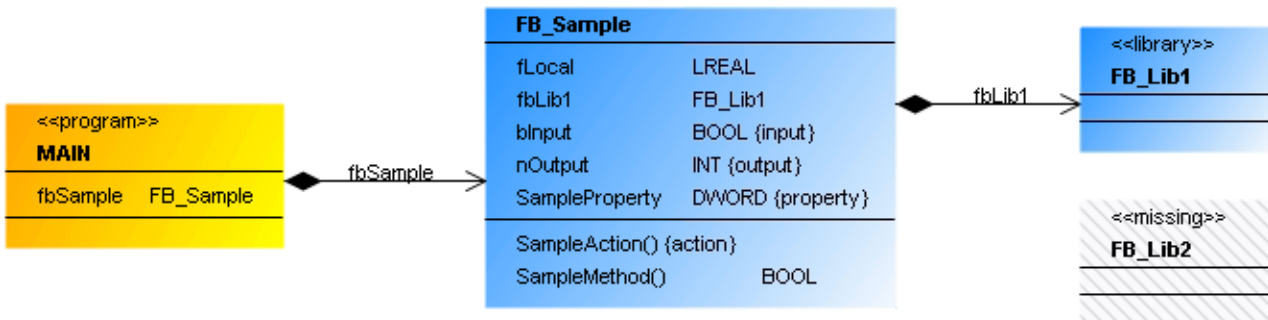 <<program>>
MAIN
fbSample FB_Sample
fbSample
FB_Sample
fLocal LREAL
fbLib1 FB_Lib1
bInput BOOL {input}
nOutput INT {output}
SampleProperty DWORD {property}
SampleAction() {action}
SampleMethod() BOOL
fbLib1
<<library>>
FB_Lib1
<<missing>>
FB_Lib2